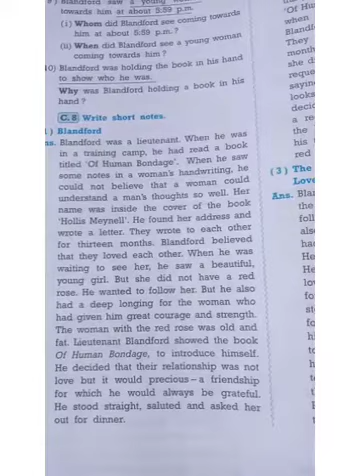 Blandford saw a young
towards him at about 5:59 p.m.
(i) Whom did Blandford see coming towards
him at about 5:59 p.m. ?
(ii) When did Blandford see a young woman
coming towards him ?
10) Blandford was holding the book in his hand
to show who he was.
Why was Blandford holding a book in his
hand ?
C. 8 Write short notes.
) Blandford
ns. Blandford was a lieutenant. When he was
in a training camp, he had read a book
titled 'Of Human Bondage'. When he saw
some notes in a woman's handwriting, he
could not believe that a woman could
understand a man's thoughts so well. Her
name was inside the cover of the book
'Hollis Meynell'. He found her address and
wrote a letter. They wrote to each other
for thirteen months. Blandford believed
that they loved each other. When he was
waiting to see her, he saw a beautiful,
young girl. But she did not have a red
rose. He wanted to follow her. But he also
had a deep longing for the woman who
had given him great courage and strength.
The woman with the red rose was old and
fat. Lieutenant Blandford showed the book
Of Human Bondage, to introduce himself.
He decided that their relationship was not
love but it would precious – a friendship
for which he would always be grateful.
He stood straight, saluted and asked her
out for dinner.
'Of Hu
when
Blandf
They
month
she d
reque
sayin
looks
decid
a re
the
his
red
(3) The
Love
Ans. Blan
the
foll
als
had
He
He
lo
fo
st
fo
h
to
h
t